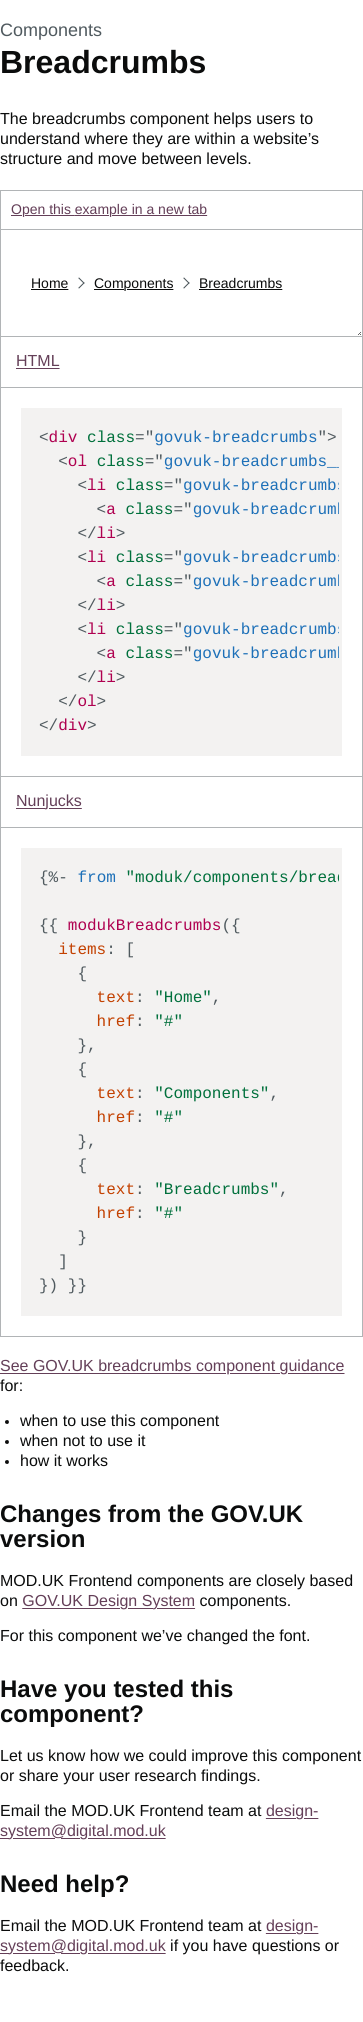 Components
Breadcrumbs
The breadcrumbs component helps users to
understand where they are within a website’s
structure and move between levels.
Open this example in a new tab
Home Components Breadcrumbs
HTML
<div class="govuk-breadcrumbs">
  <ol class="govuk-breadcrumbs__
    <li class="govuk-breadcrumbs
      <a class="govuk-breadcrum
    </li>
    <li class="govuk-breadcrumbs
      <a class="govuk-breadcrum
    </li>
    <li class="govuk-breadcrumbs
      <a class="govuk-breadcrum
    </li>
  </ol>
</div>
Nunjucks
{%- from "moduk/components/brea
{{ modukBreadcrumbs({
  items: [
    {
      text: "Home",
      href: "#"
    },
    {
      text: "Components",
      href: "#"
    },
    {
      text: "Breadcrumbs",
      href: "#"
    }
  ]
}) }}
See GOV.UK breadcrumbs component guidance
for:
• when to use this component
• when not to use it
• how it works
Changes from the GOV.UK
version
MOD.UK Frontend components are closely based
on GOV.UK Design System components.
For this component we’ve changed the font.
Have you tested this
component?
Let us know how we could improve this component
or share your user research findings.
Email the MOD.UK Frontend team at design-
system@digital.mod.uk
Need help?
Email the MOD.UK Frontend team at design-
system@digital.mod.uk if you have questions or
feedback.